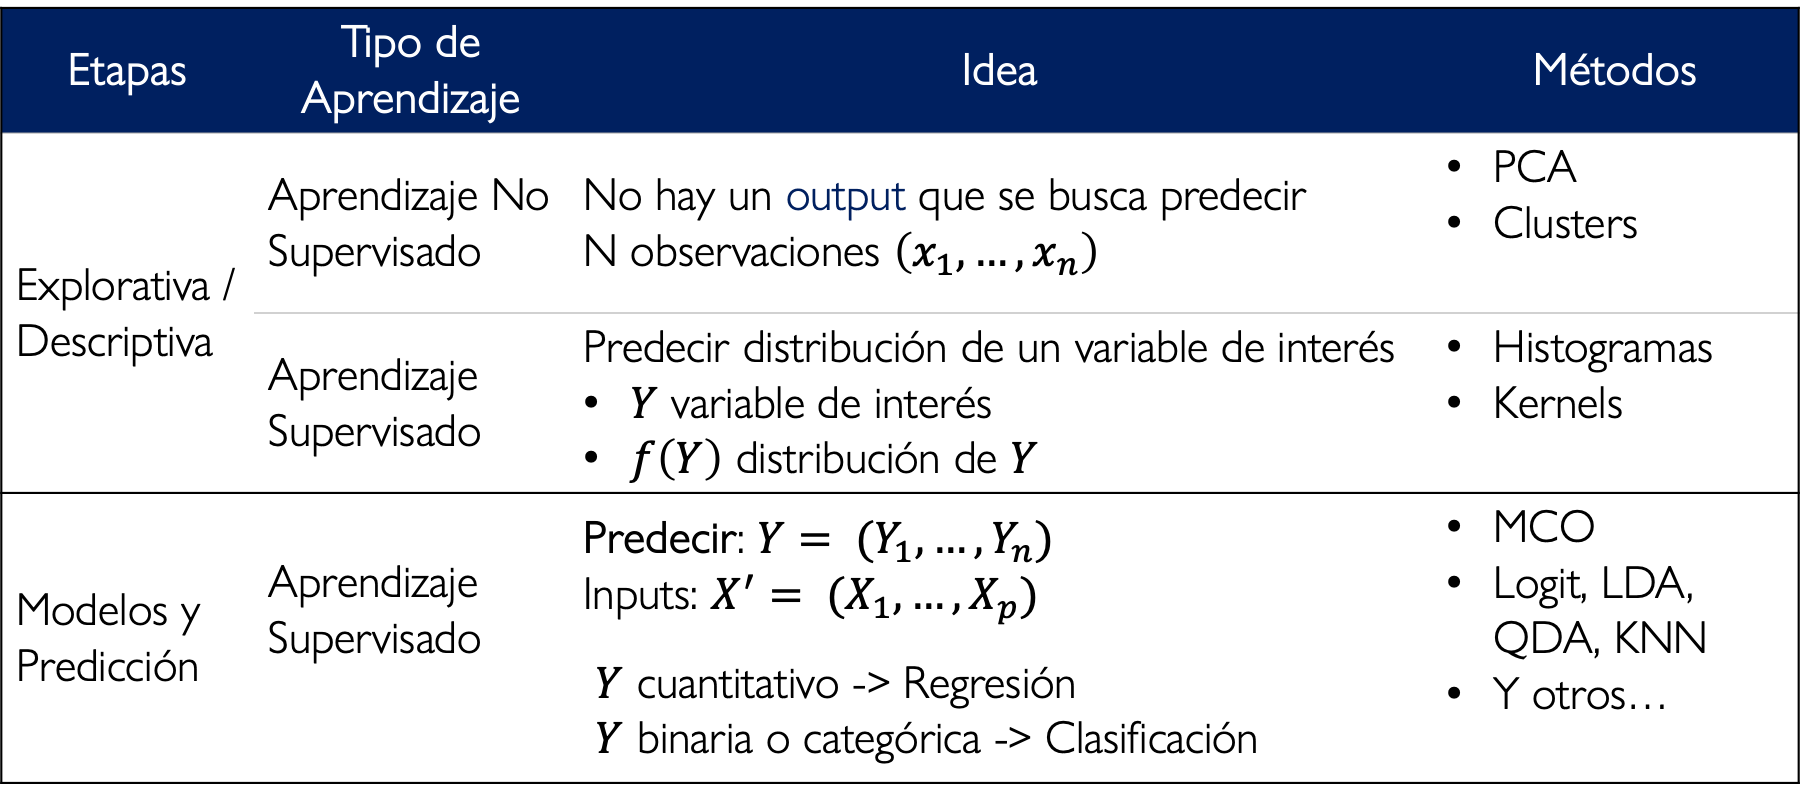 Etapas
Tipo de
Aprendizaje
Idea
Métodos
Explorativa /
Descriptiva
Aprendizaje No
Supervisado
No hay un output que se busca predecir
N observaciones (x₁, … , xₙ)
• PCA
• Clusters
Aprendizaje
Supervisado
Predecir distribución de un variable de interés
• Y variable de interés
• f(Y) distribución de Y
• Histogramas
• Kernels
Modelos y
Predicción
Aprendizaje
Supervisado
Predecir: Y = (Y₁, … , Yₙ)
Inputs: X′ = (X₁, … , Xₚ)
Y cuantitativo -> Regresión
Y binaria o categórica -> Clasificación
• MCO
• Logit, LDA,
QDA, KNN
• Y otros…